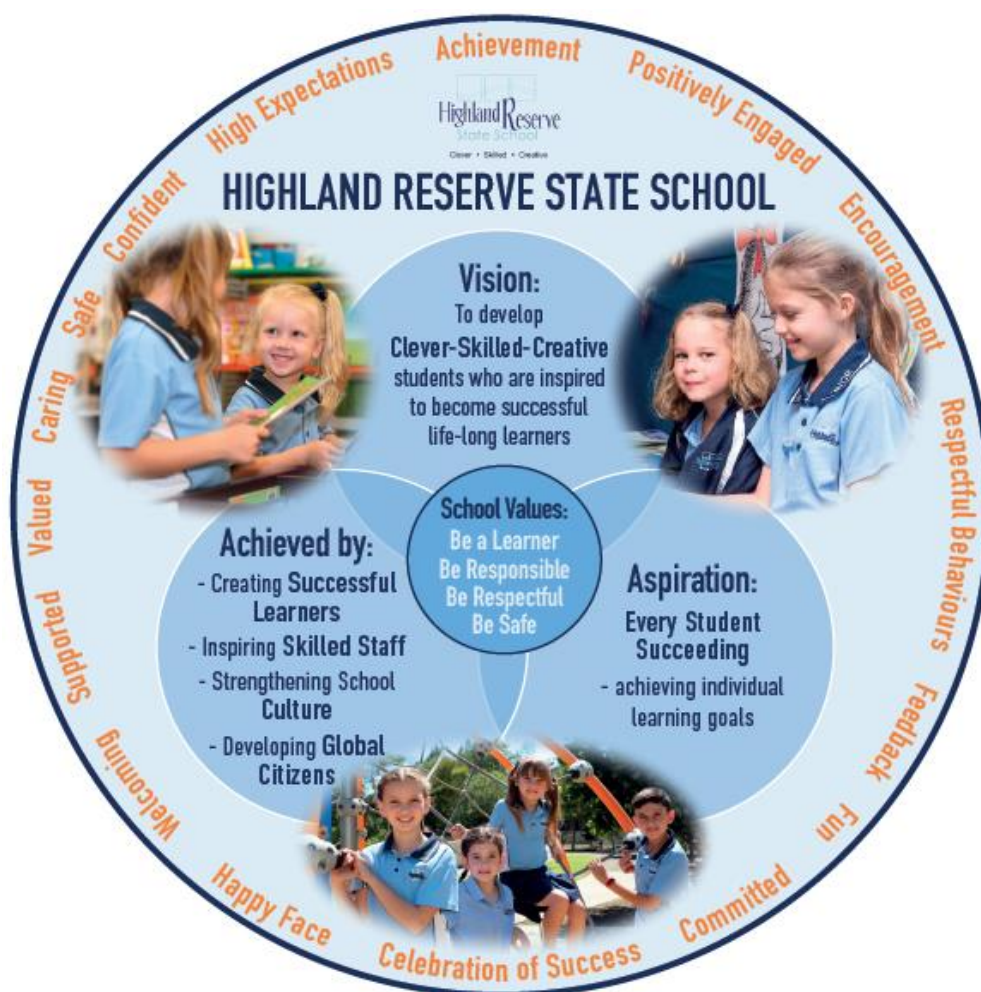 Achievement
Positively Engaged
Encouragement
Respectful Behaviours
Feedback
Fun
Committed
Celebration of Success
Happy Face
Welcoming
Supported
Valued
Caring
Safe
Confident
High Expectations
Highland Reserve
State School
Clever • Skilled • Creative
HIGHLAND RESERVE STATE SCHOOL
Vision:
To develop
Clever-Skilled-Creative
students who are inspired
to become successful
life-long learners
School Values:
Be a Learner
Be Responsible
Be Respectful
Be Safe
Achieved by:
- Creating Successful
Learners
- Inspiring Skilled Staff
- Strengthening School
Culture
- Developing Global
Citizens
Aspiration:
Every Student
Succeeding
- achieving individual
learning goals